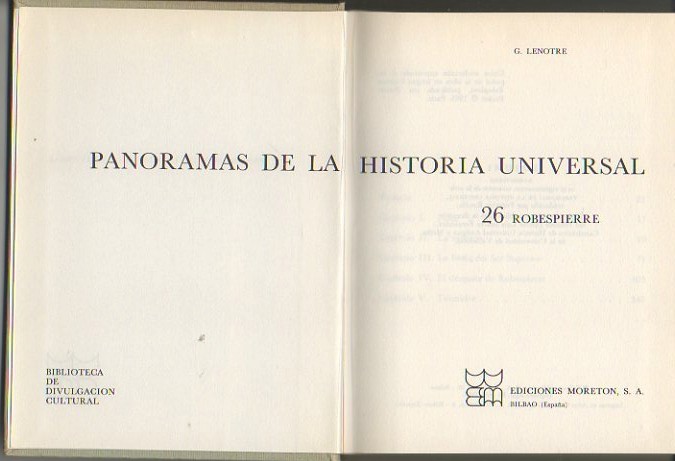 G. LENOTRE
PANORAMAS DE LA HISTORIA UNIVERSAL
26 ROBESPIERRE
BIBLIOTECA
DE
DIVULGACION
CULTURAL
EDICIONES MORETON, S. A.
BILBAO (España)